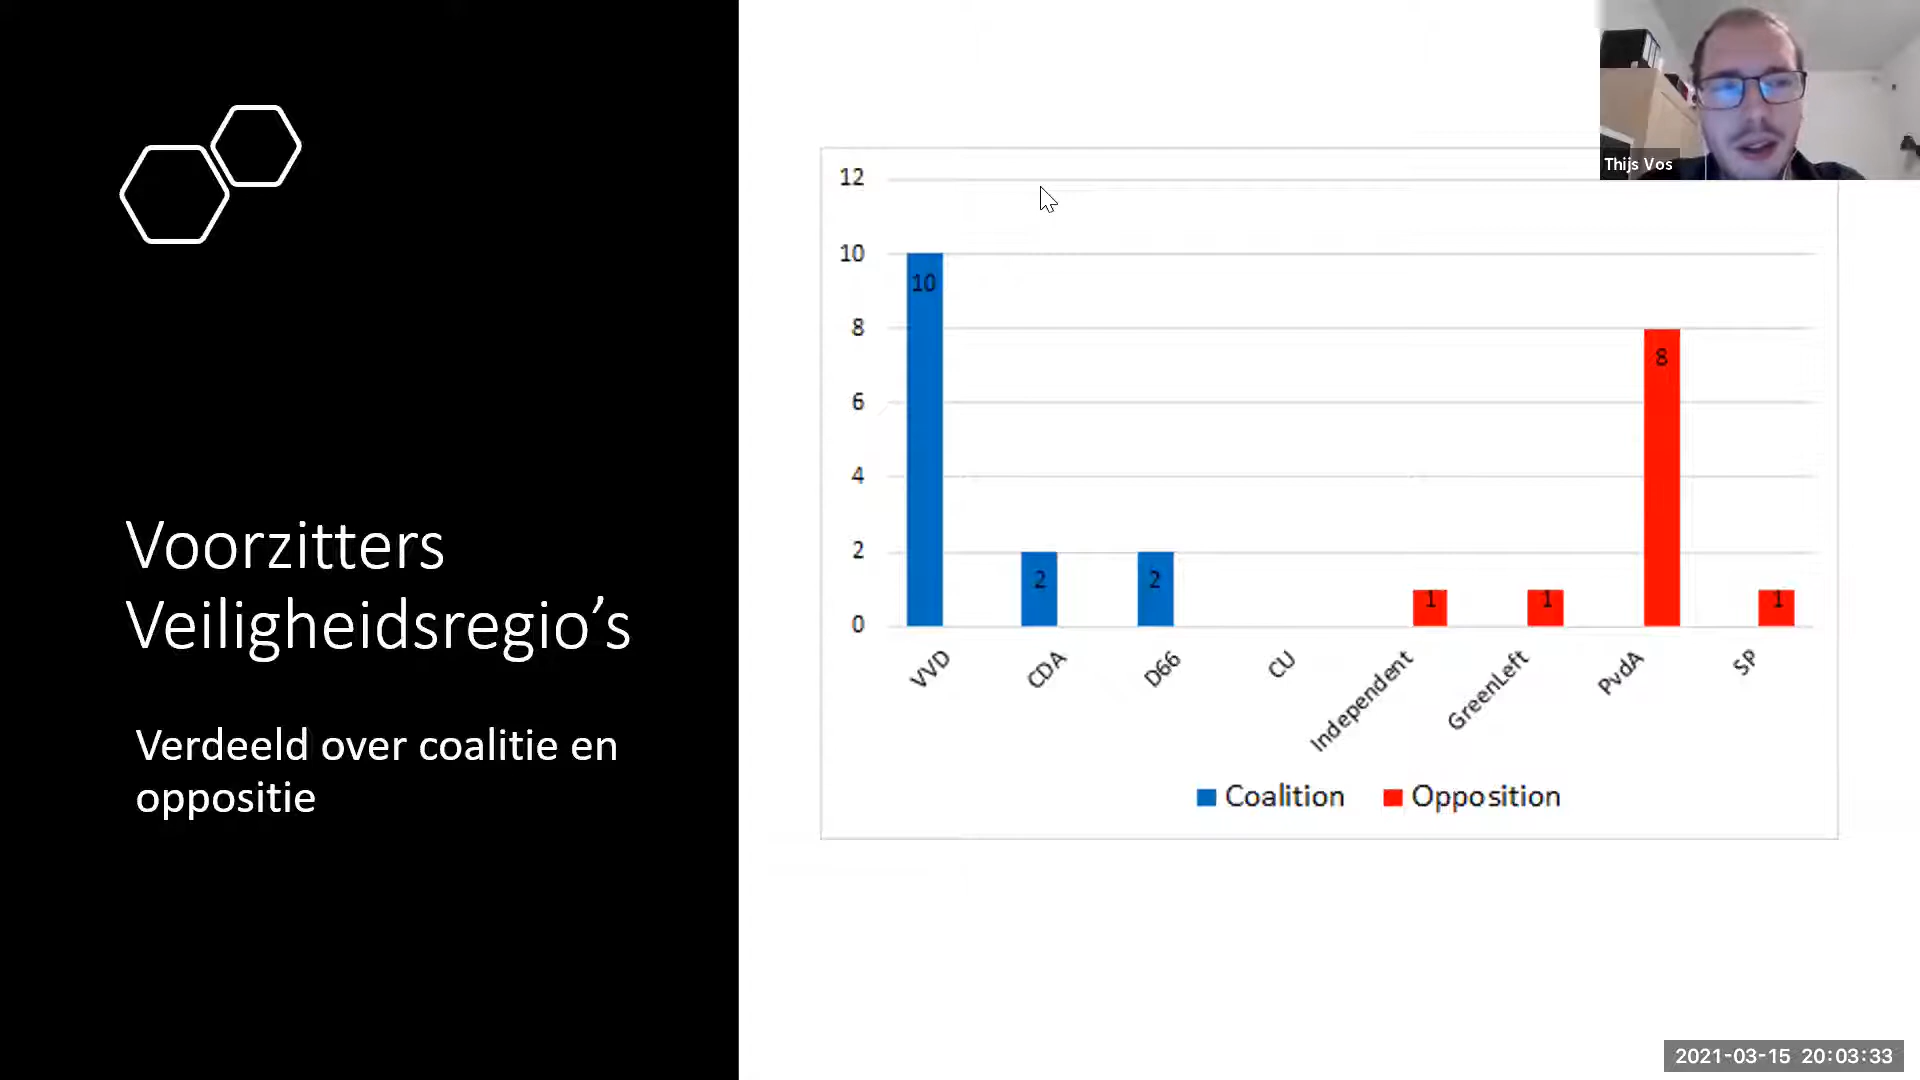 Voorzitters
Veiligheidsregio's
Verdeeld over coalitie en
oppositie
Thijs Vos
12
10
8
6
4
2
0
10
2
2
1
1
8
1
VVD
CDA
D66
CU
Independent
GreenLeft
PvdA
SP
Coalition
Opposition
2021-03-15 20:03:33